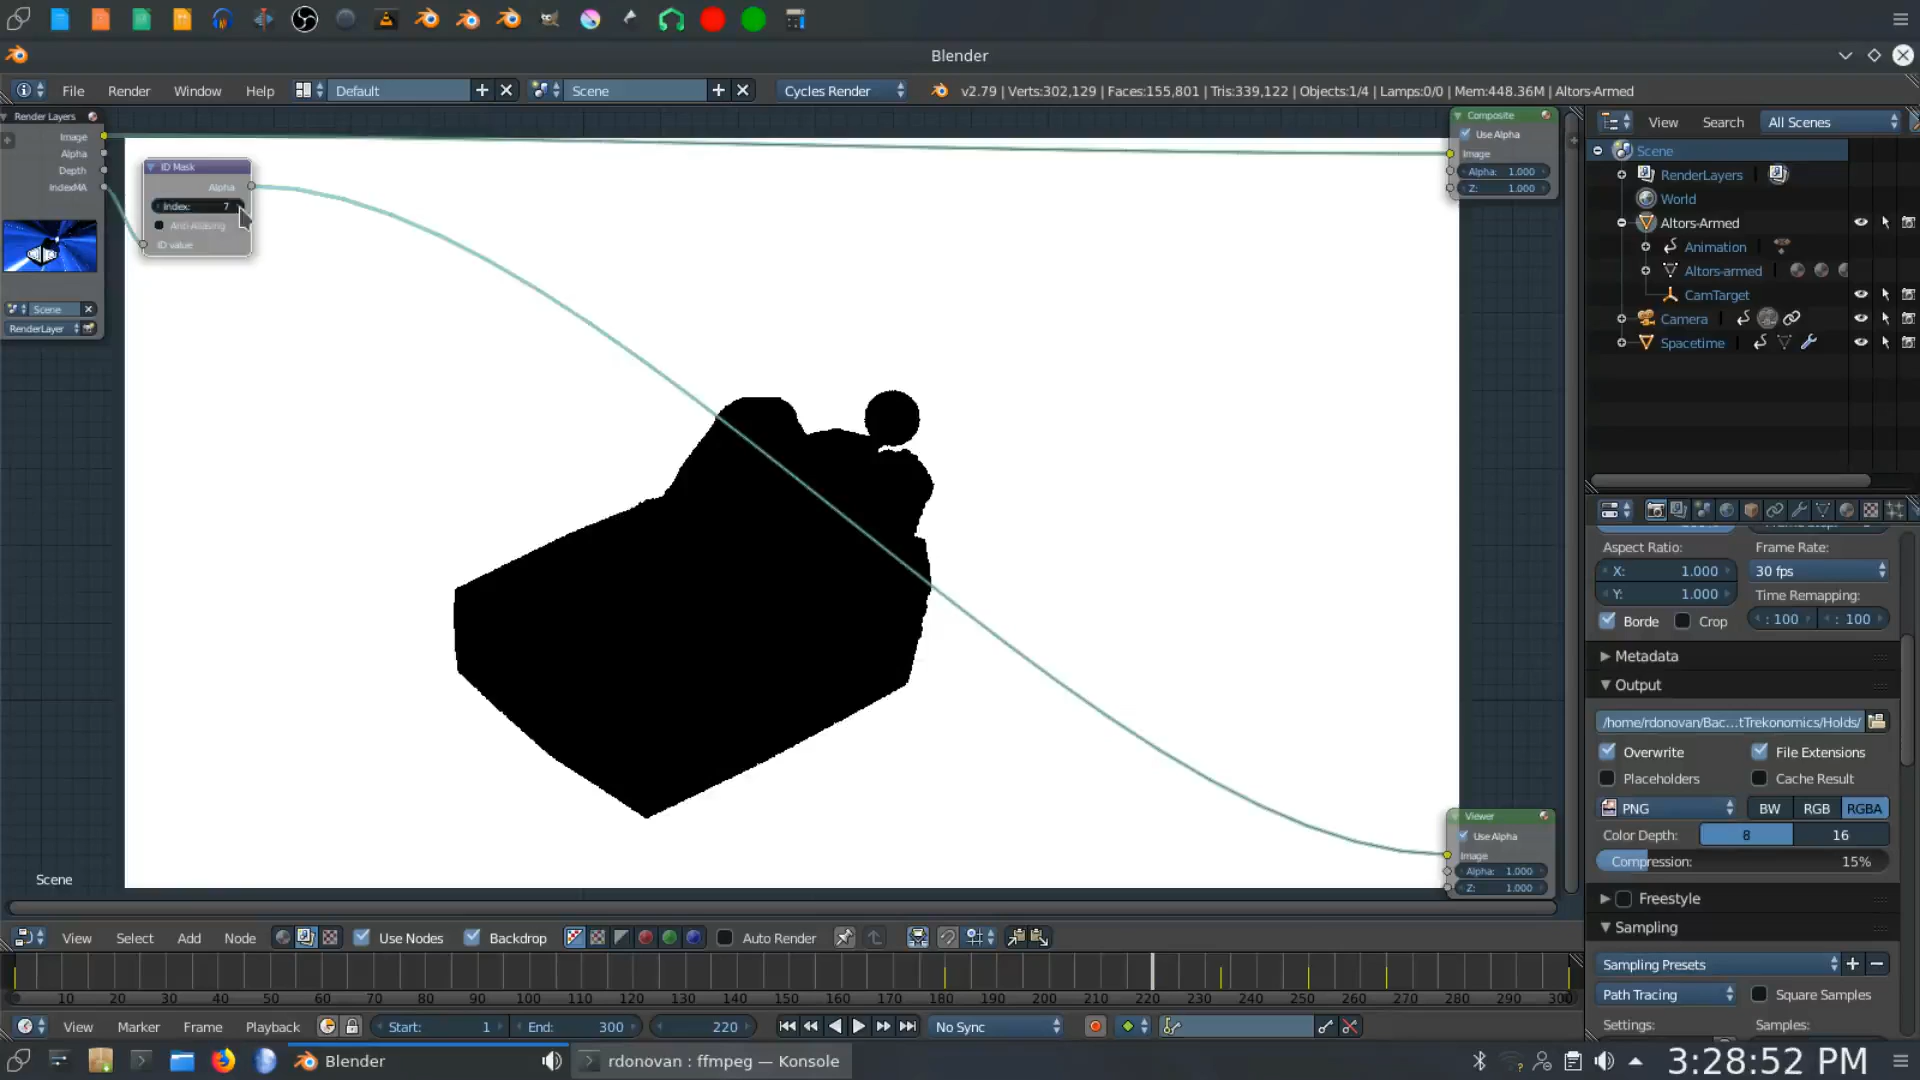 Blender
File Render Window Help Default Scene Cycles Render v2.79 | Verts:302,129 | Faces:155,801 | Tris:339,122 | Objects:1/4 | Lamps:0/0 | Mem:448.36M | Altors-Armed
Render Layers
Image
Alpha
Depth
IndexMA
Scene
RenderLayer
ID Mask
Alpha
Index: 7
Anti-Aliasing
ID value
Composite
Use Alpha
Image
Alpha: 1.000
Z: 1.000
Viewer
Use Alpha
Image
Alpha: 1.000
Z: 1.000
Scene
View Search All Scenes
Scene
RenderLayers
World
Altors-Armed
Animation
Altors-armed
CamTarget
Camera
Spacetime
Aspect Ratio: Frame Rate:
X: 1.000 30 fps
Y: 1.000 Time Remapping:
Borde Crop : 100 : 100
Metadata
Output
/home/rdonovan/Bac...tTrekonomics/Holds/
Overwrite File Extensions
Placeholders Cache Result
PNG BW RGB RGBA
Color Depth: 8 16
Compression: 15%
Freestyle
Sampling
Sampling Presets
Path Tracing Square Samples
Settings: Samples:
View Select Add Node Use Nodes Backdrop Auto Render
10 20 30 40 50 60 70 80 90 100 110 120 130 140 150 160 170 180 190 200 210 220 230 240 250 260 270 280 290 300
View Marker Frame Playback Start: 1 End: 300 220 No Sync
Blender rdonovan : ffmpeg — Konsole 3:28:52 PM